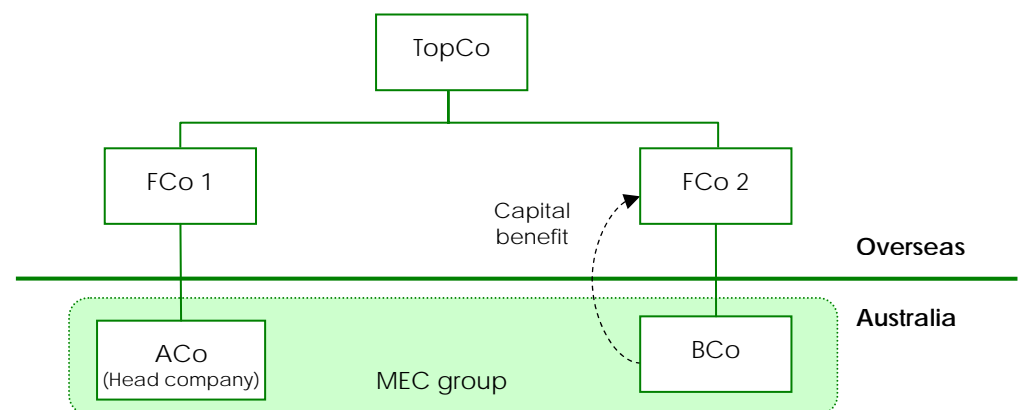 TopCo
FCo 1
FCo 2
Capital
benefit
Overseas
Australia
ACo
(Head company)
BCo
MEC group